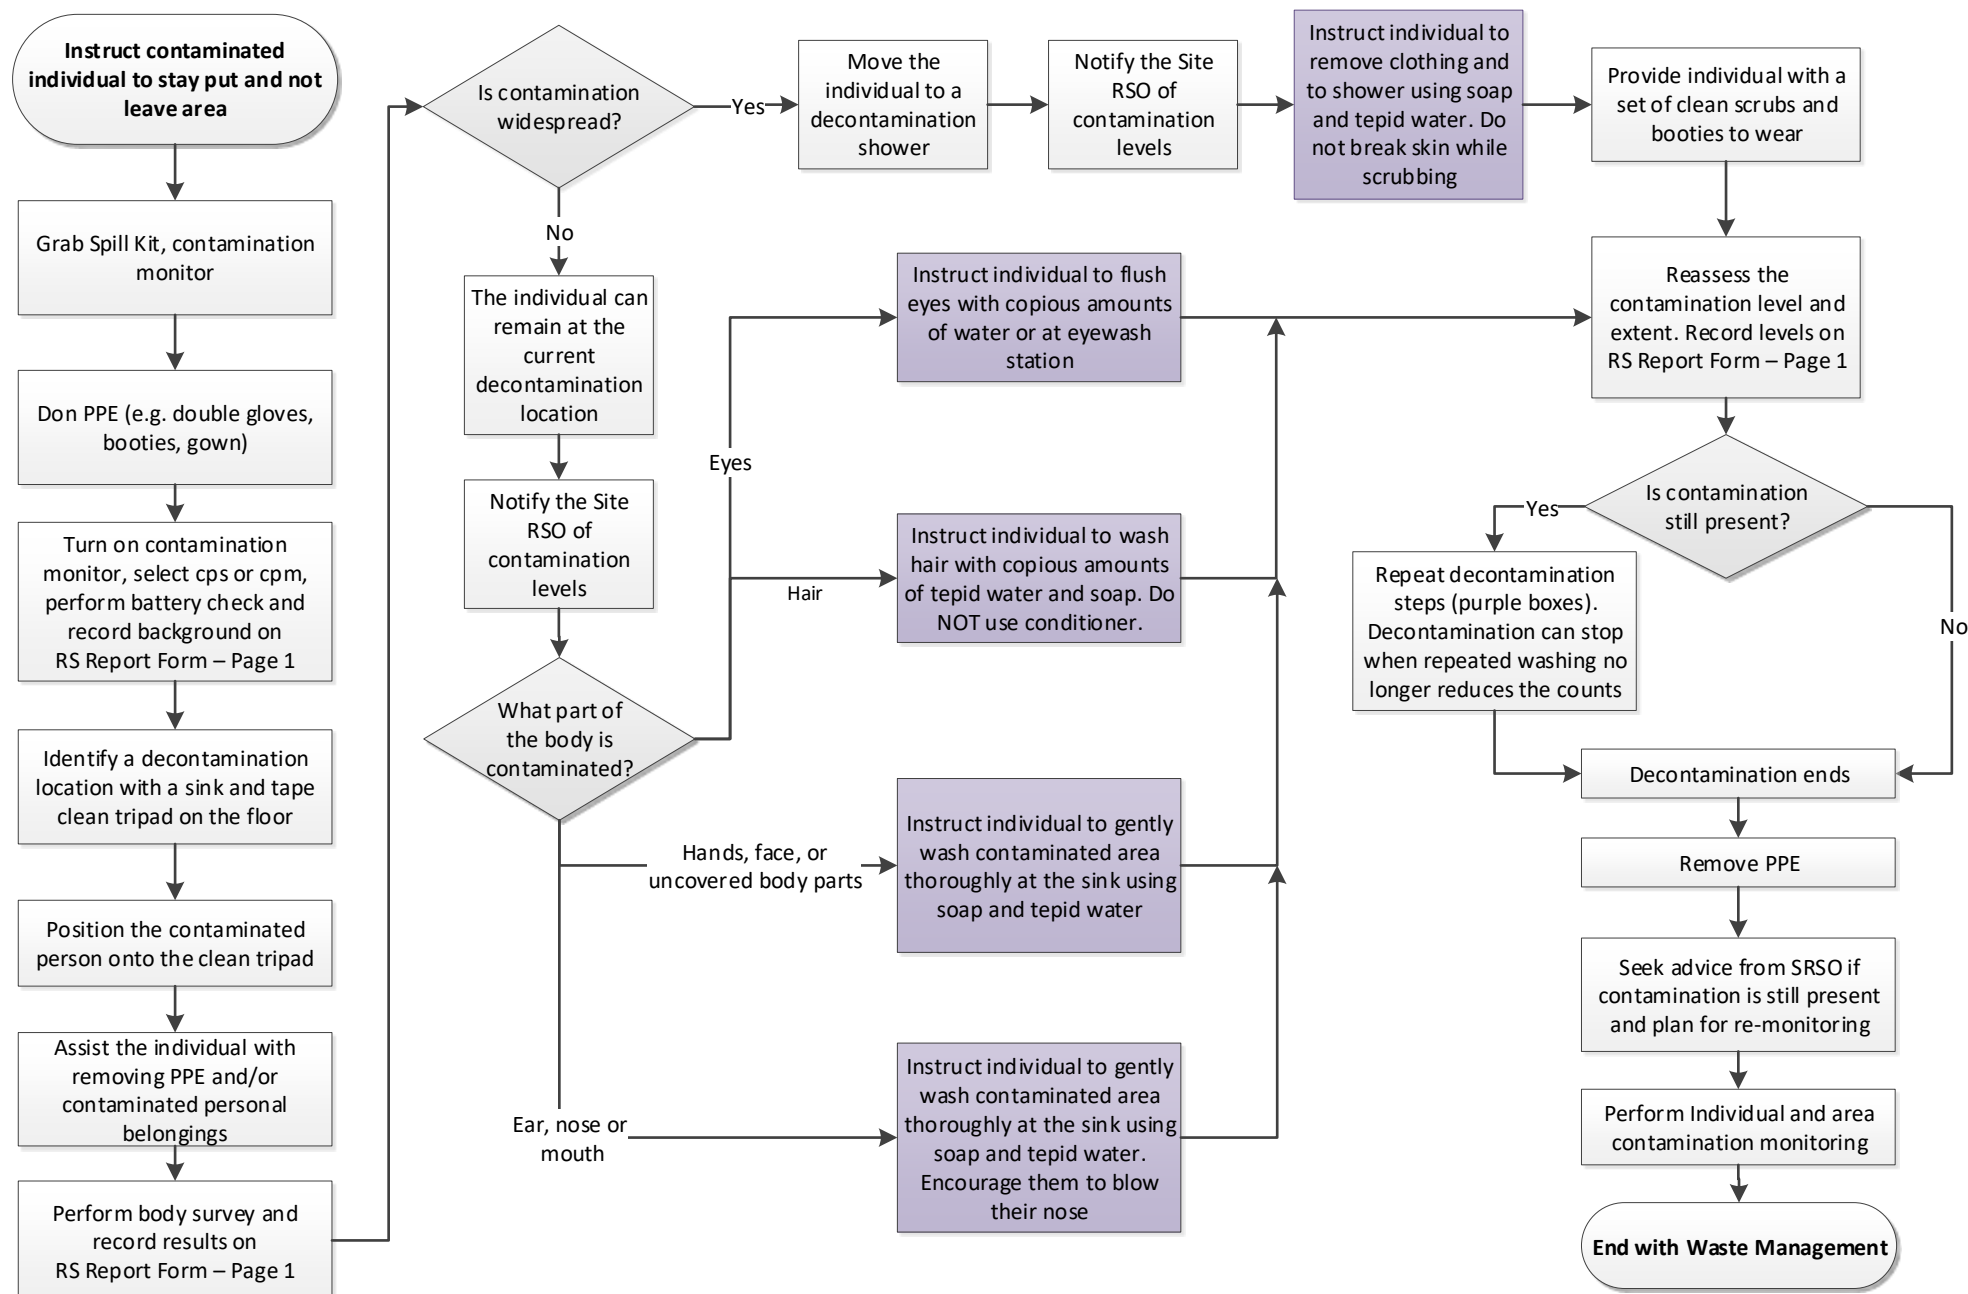 Instruct contaminated
individual to stay put and not
leave area
Grab Spill Kit, contamination
monitor
Don PPE (e.g. double gloves,
booties, gown)
Turn on contamination
monitor, select cps or cpm,
perform battery check and
record background on
RS Report Form – Page 1
Identify a decontamination
location with a sink and tape
clean tripad on the floor
Position the contaminated
person onto the clean tripad
Assist the individual with
removing PPE and/or
contaminated personal
belongings
Perform body survey and
record results on
RS Report Form – Page 1
Is contamination
widespread?
Yes
Move the
individual to a
decontamination
shower
Notify the Site
RSO of
contamination
levels
Instruct individual to
remove clothing and
to shower using soap
and tepid water. Do
not break skin while
scrubbing
Provide individual with a
set of clean scrubs and
booties to wear
No
The individual can
remain at the
current
decontamination
location
Notify the Site
RSO of
contamination
levels
What part of
the body is
contaminated?
Eyes
Instruct individual to flush
eyes with copious amounts
of water or at eyewash
station
Hair
Instruct individual to wash
hair with copious amounts
of tepid water and soap. Do
NOT use conditioner.
Hands, face, or
uncovered body parts
Instruct individual to gently
wash contaminated area
thoroughly at the sink using
soap and tepid water
Ear, nose or
mouth
Instruct individual to gently
wash contaminated area
thoroughly at the sink using
soap and tepid water.
Encourage them to blow
their nose
Reassess the
contamination level and
extent. Record levels on
RS Report Form – Page 1
Is contamination
still present?
Yes
Repeat decontamination
steps (purple boxes).
Decontamination can stop
when repeated washing no
longer reduces the counts
No
Decontamination ends
Remove PPE
Seek advice from SRSO if
contamination is still present
and plan for re-monitoring
Perform Individual and area
contamination monitoring
End with Waste Management